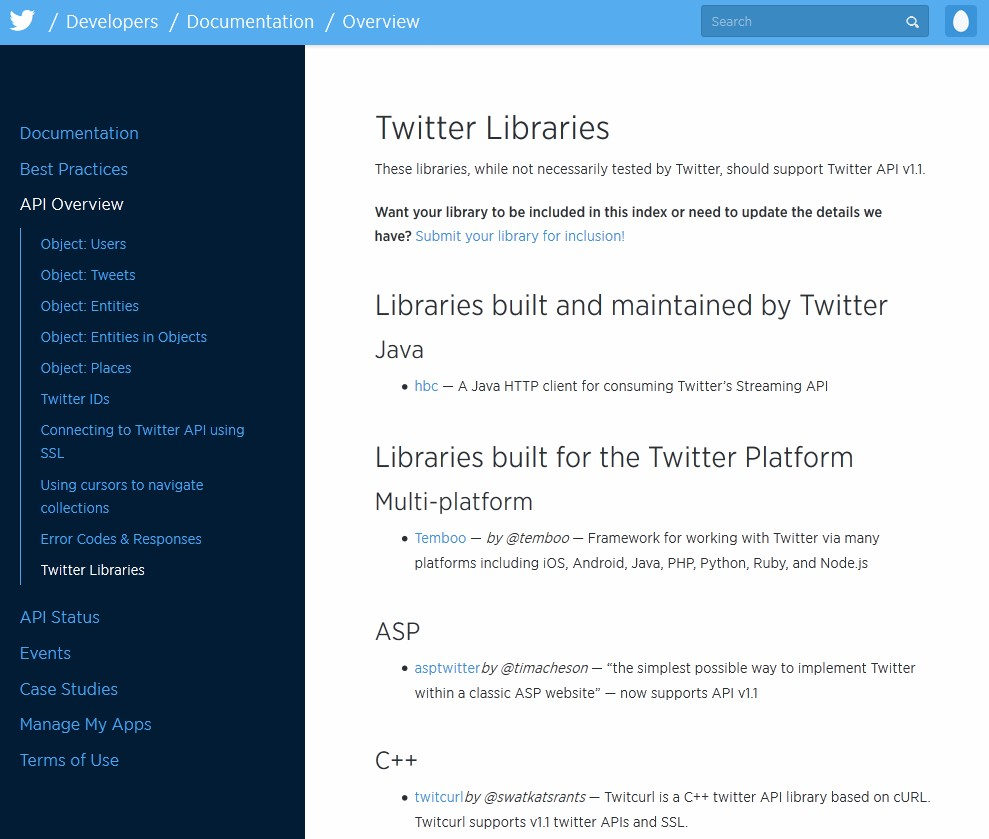 / Developers / Documentation / Overview
Search
Documentation
Best Practices
API Overview
Object: Users
Object: Tweets
Object: Entities
Object: Entities in Objects
Object: Places
Twitter IDs
Connecting to Twitter API using
SSL
Using cursors to navigate
collections
Error Codes & Responses
Twitter Libraries
API Status
Events
Case Studies
Manage My Apps
Terms of Use
Twitter Libraries
These libraries, while not necessarily tested by Twitter, should support Twitter API v1.1.
Want your library to be included in this index or need to update the details we
have? Submit your library for inclusion!
Libraries built and maintained by Twitter
Java
• hbc — A Java HTTP client for consuming Twitter's Streaming API
Libraries built for the Twitter Platform
Multi-platform
• Temboo — by @temboo — Framework for working with Twitter via many
platforms including iOS, Android, Java, PHP, Python, Ruby, and Node.js
ASP
• asptwitterby @timacheson — “the simplest possible way to implement Twitter
within a classic ASP website” — now supports API v1.1
C++
• twitcurlby @swatkatsrants — Twitcurl is a C++ twitter API library based on cURL.
Twitcurl supports v1.1 twitter APIs and SSL.